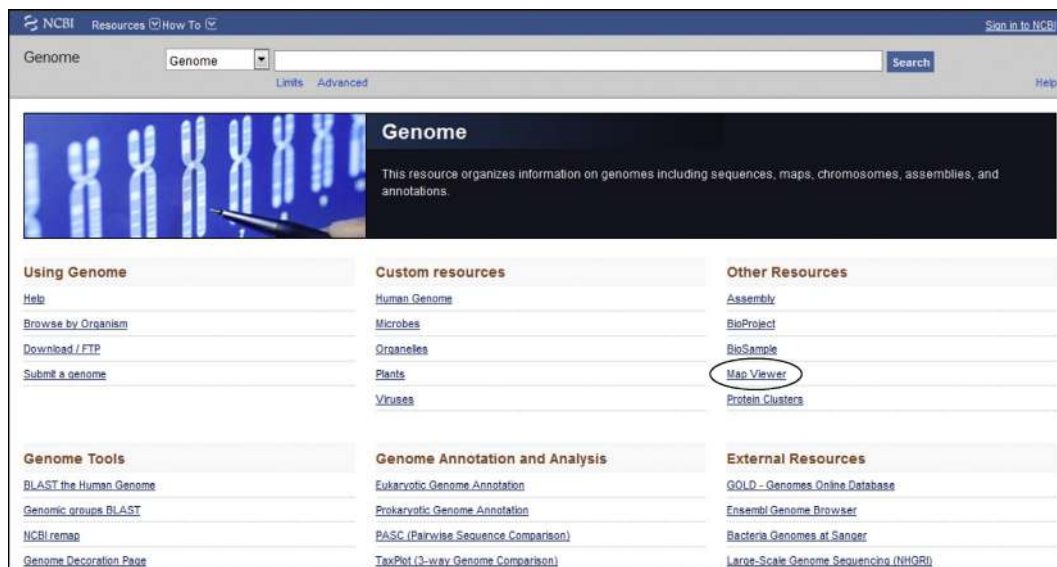 NCBI Resources How To Sign in to NCBI
Genome Genome Search
Limits Advanced Help
Genome
This resource organizes information on genomes including sequences, maps, chromosomes, assemblies, and
annotations.
Using Genome
Help
Browse by Organism
Download / FTP
Submit a genome
Custom resources
Human Genome
Microbes
Organelles
Plants
Viruses
Other Resources
Assembly
BioProject
BioSample
Map Viewer
Protein Clusters
Genome Tools
BLAST the Human Genome
Genomic groups BLAST
NCBI remap
Genome Decoration Page
Genome Annotation and Analysis
Eukaryotic Genome Annotation
Prokaryotic Genome Annotation
PASC (Pairwise Sequence Comparison)
TaxPlot (3-way Genome Comparison)
External Resources
GOLD - Genomes Online Database
Ensembl Genome Browser
Bacteria Genomes at Sanger
Large-Scale Genome Sequencing (NHGRI)